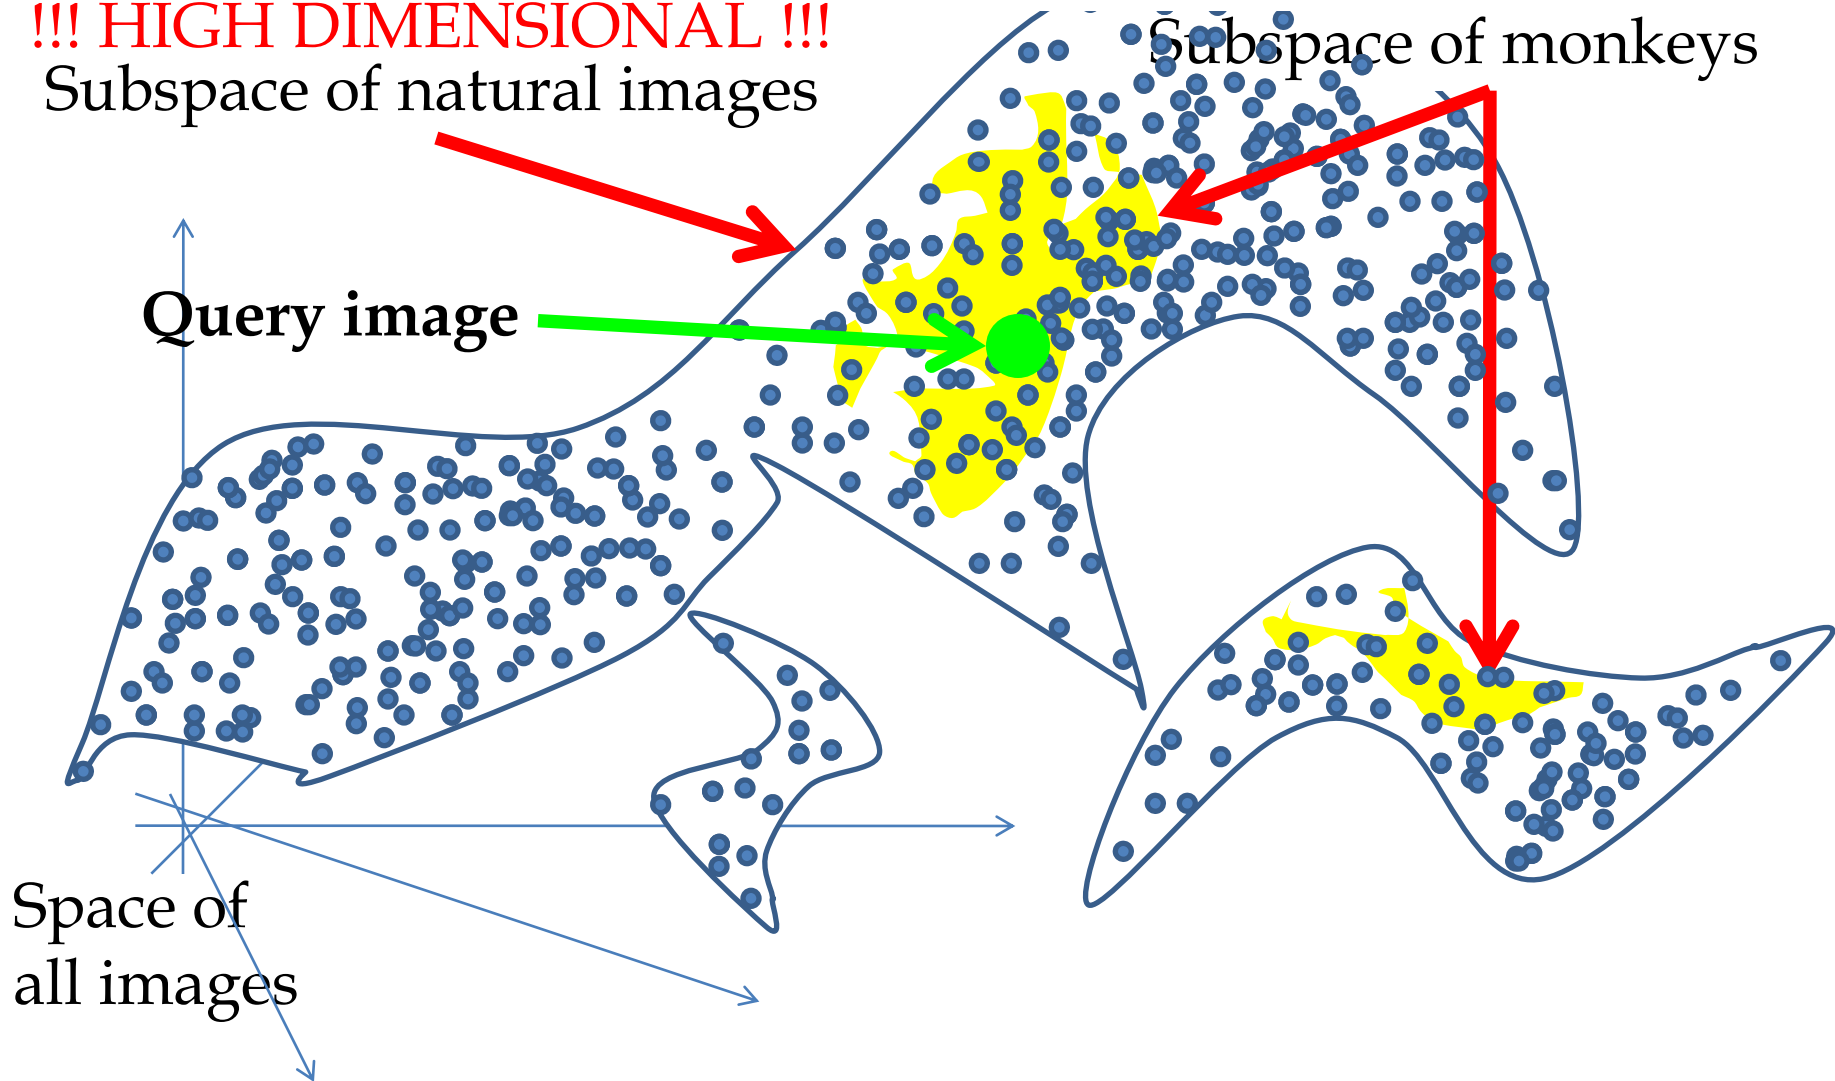 !!! HIGH DIMENSIONAL !!!
Subspace of natural images
Subspace of monkeys
Query image
Space of
all images